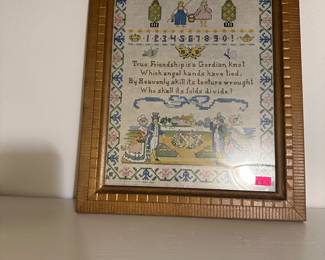 1234567890!
True Friendship is a Gordian knot
Which angel hands have tied;
By Heavenly skill its texture wrought
Who shall its folds divide?